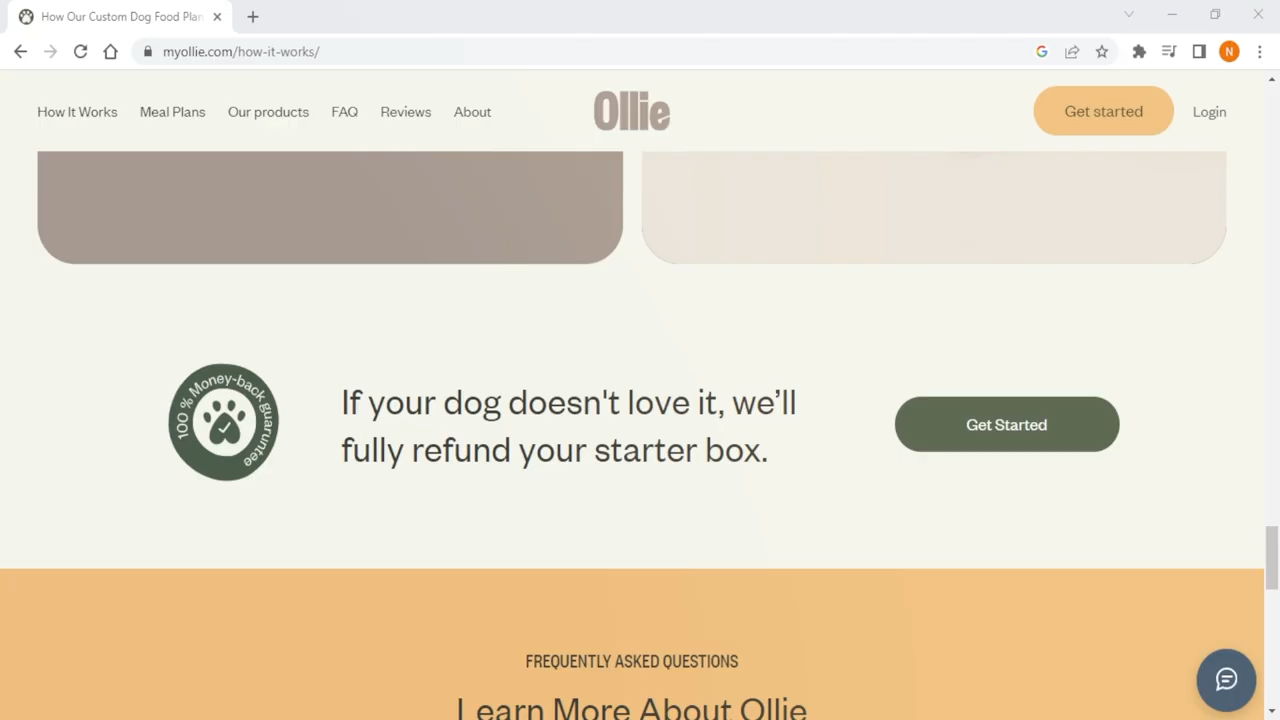 How Our Custom Dog Food Plan
myollie.com/how-it-works/
G
N
How It Works
Meal Plans
Our products
FAQ
Reviews
About
Ollie
Get started
Login
100 % Money-back guaruntee
If your dog doesn't love it, we’ll
fully refund your starter box.
Get Started
FREQUENTLY ASKED QUESTIONS
Learn More About Ollie